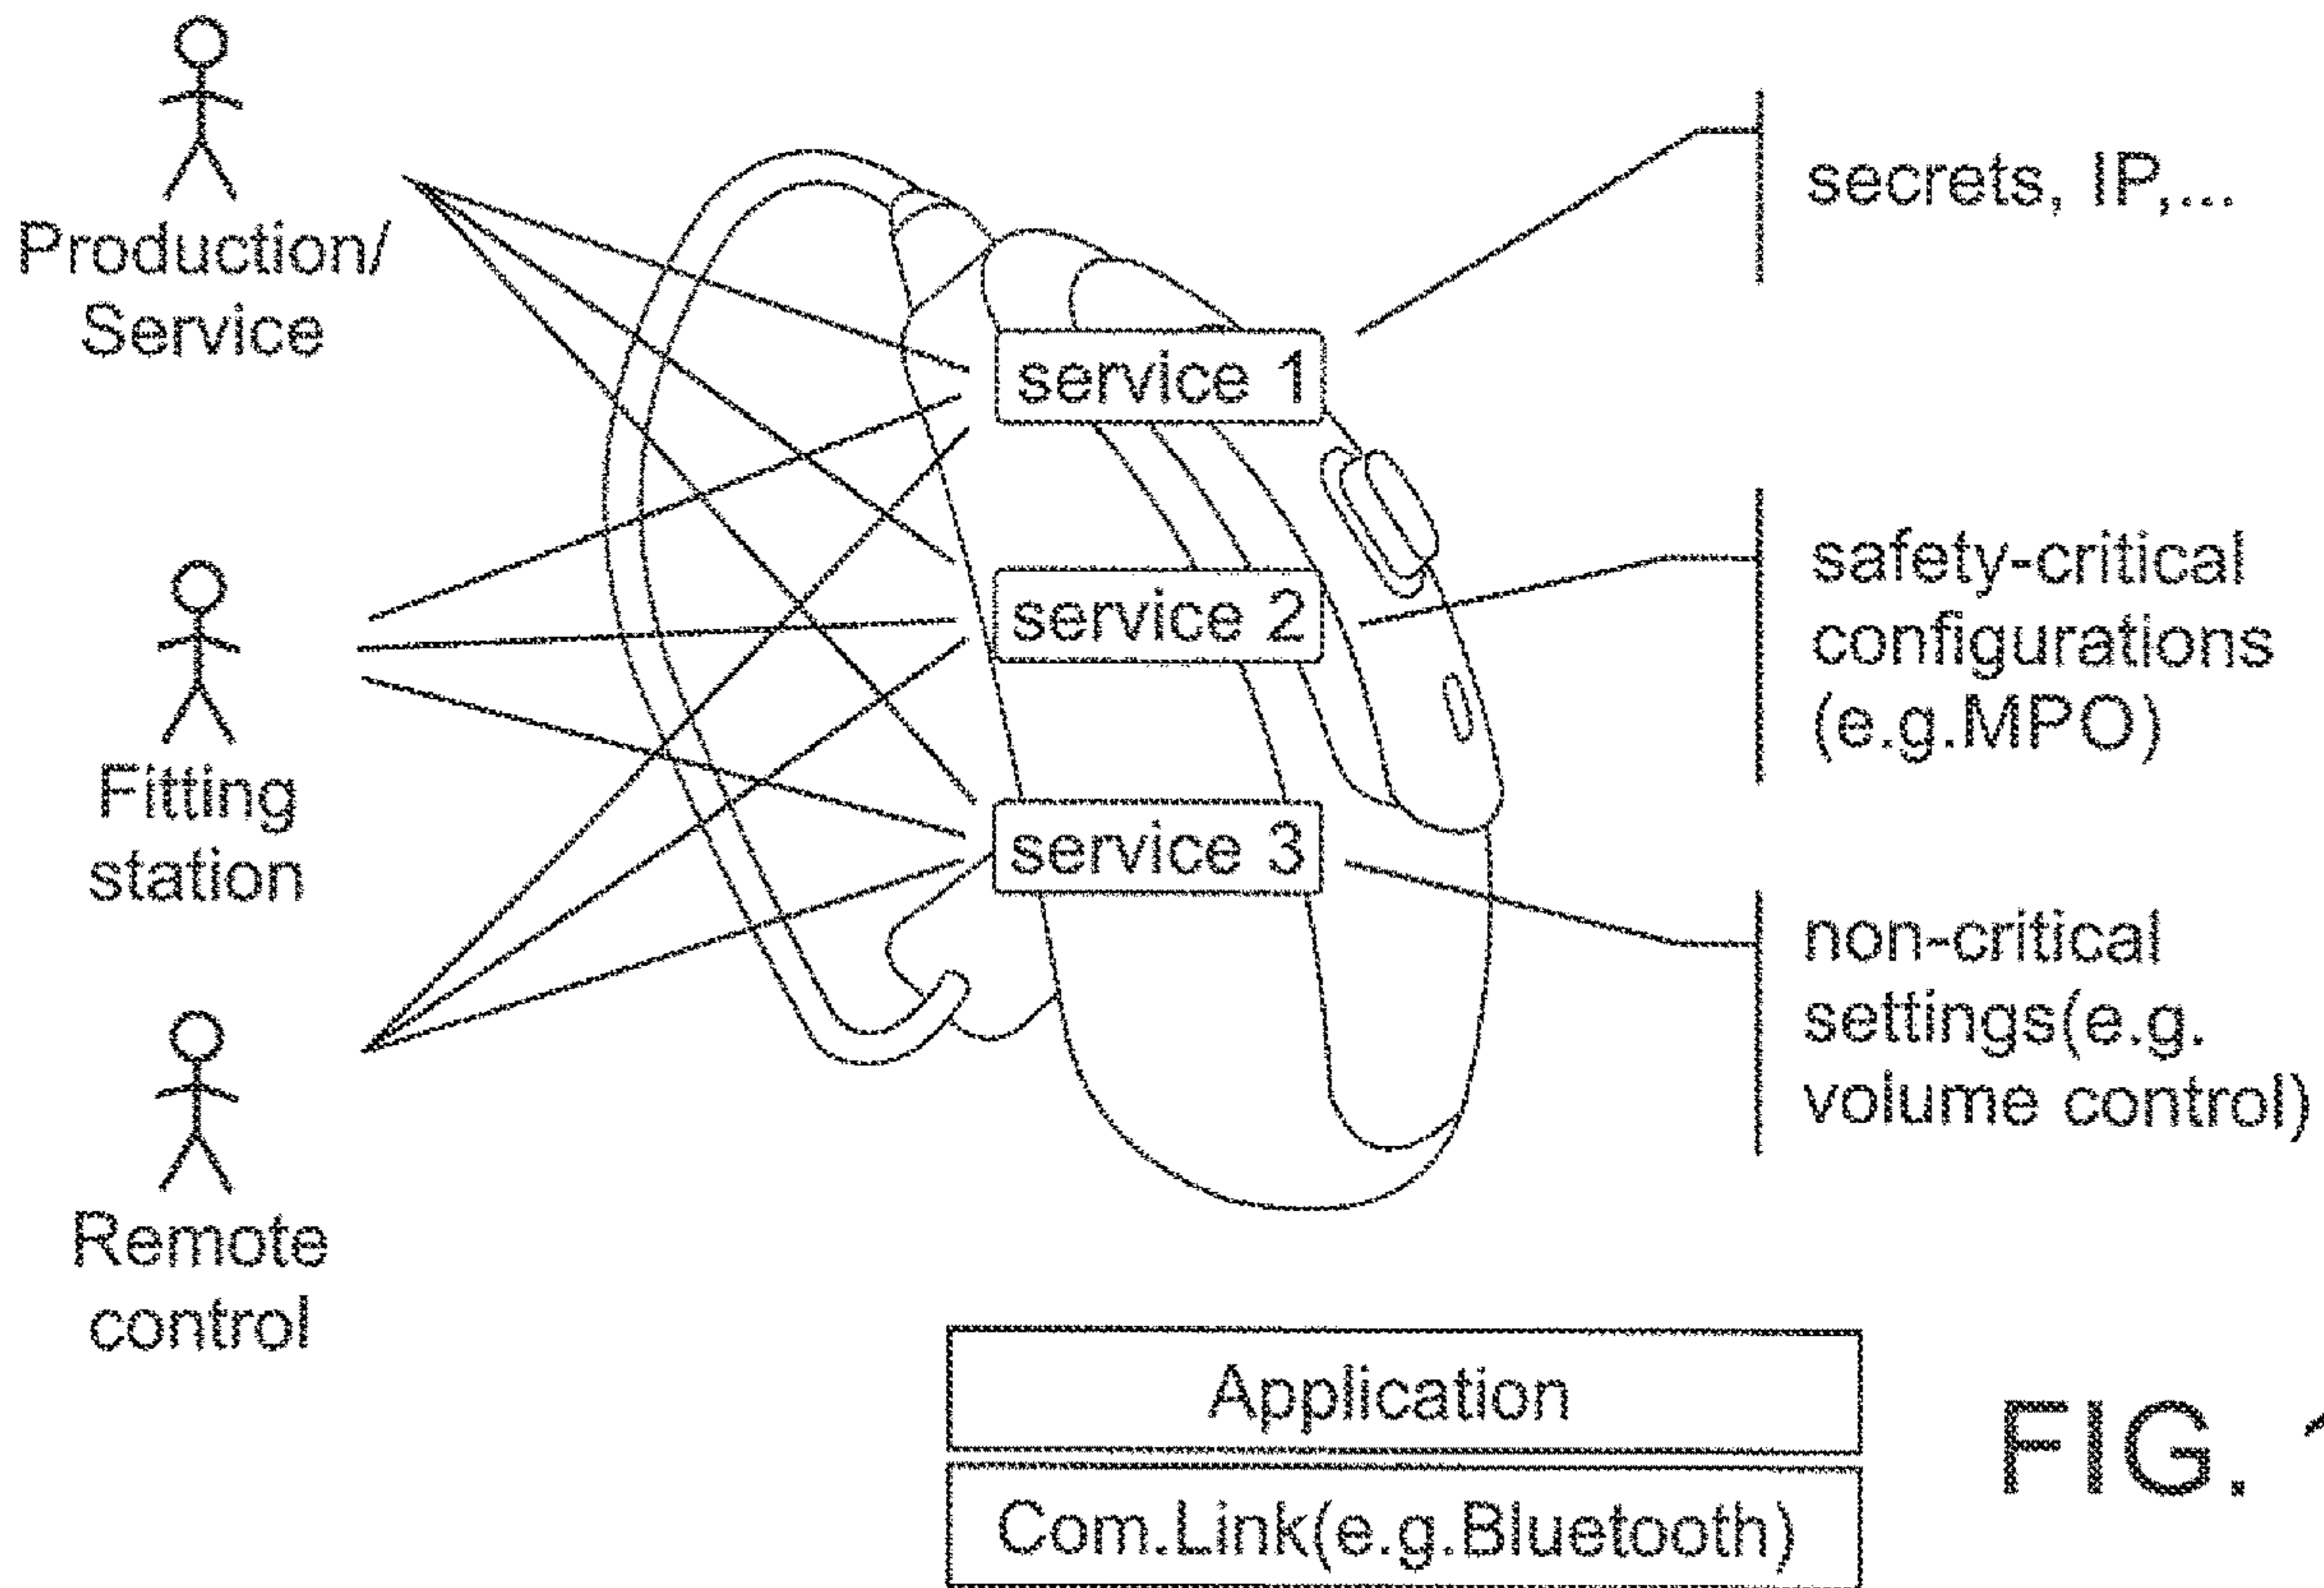 Production/
Service
Fitting
station
Remote
control
service 1
service 2
service 3
secrets, IP,...
safety-critical
configurations
(e.g.MPO)
non-critical
settings(e.g.
volume control)
Application
Com.Link(e.g.Bluetooth)
FIG.